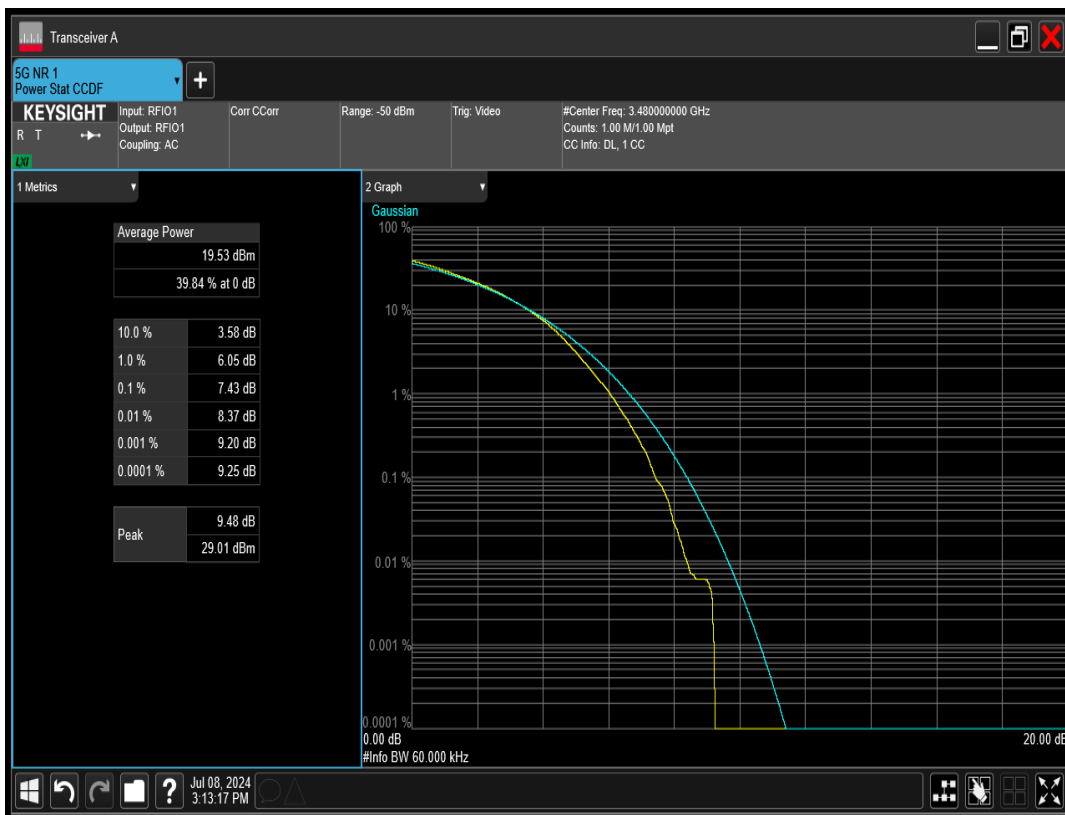 Transceiver A
5G NR 1
Power Stat CCDF
+
KEYSIGHT
R T
LXI
Input: RFIO1
Output: RFIO1
Coupling: AC
Corr CCorr
Range: -50 dBm
Trig: Video
#Center Freq: 3.480000000 GHz
Counts: 1.00 M/1.00 Mpt
CC Info: DL, 1 CC
1 Metrics
Average Power
19.53 dBm
39.84 % at 0 dB
10.0 % 3.58 dB
1.0 % 6.05 dB
0.1 % 7.43 dB
0.01 % 8.37 dB
0.001 % 9.20 dB
0.0001 % 9.25 dB
Peak
9.48 dB
29.01 dBm
2 Graph
Gaussian
100 %
10 %
1 %
0.1 %
0.01 %
0.001 %
0.0001 %
0.00 dB 20.00 dB
#Info BW 60.000 kHz
?
Jul 08, 2024
3:13:17 PM